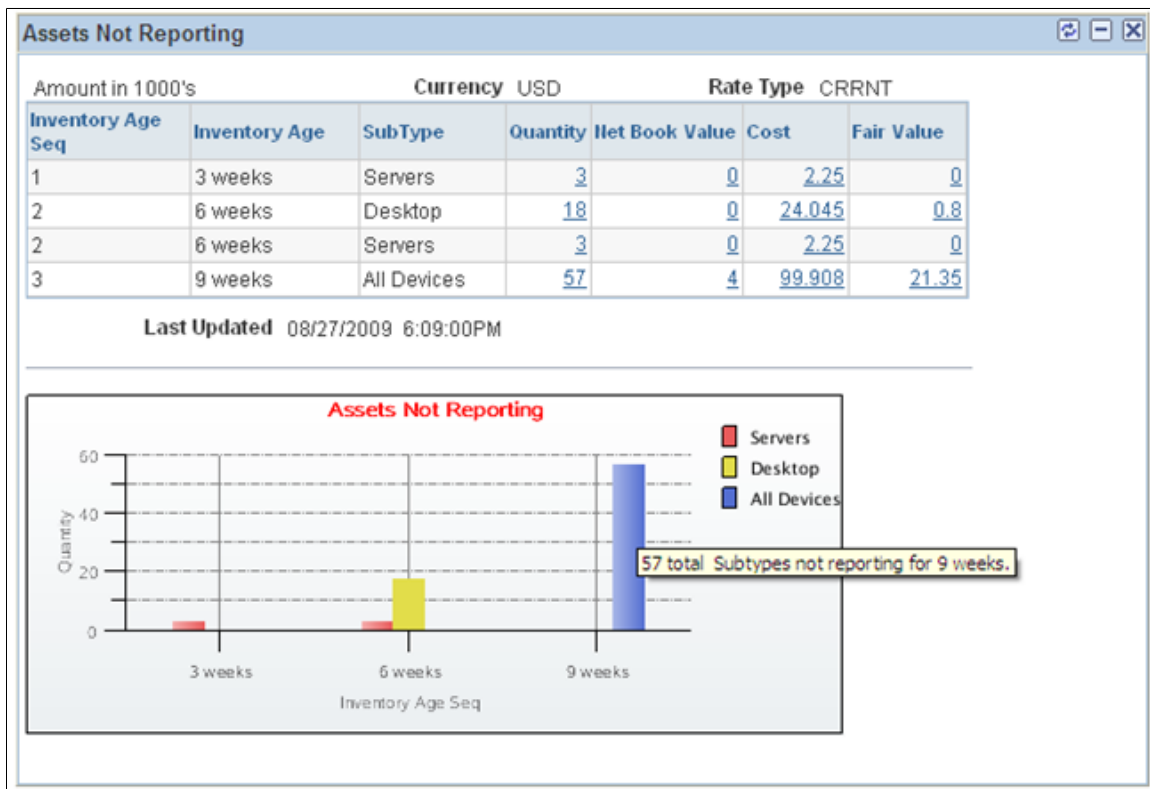 Assets Not Reporting
Amount in 1000's Currency USD Rate Type CRRNT
Inventory Age Seq Inventory Age SubType Quantity Net Book Value Cost Fair Value
1 3 weeks Servers 3 0 2.25 0
2 6 weeks Desktop 18 0 24.045 0.8
2 6 weeks Servers 3 0 2.25 0
3 9 weeks All Devices 57 4 99.908 21.35
Last Updated 08/27/2009 6:09:00PM
Assets Not Reporting
Servers
Desktop
All Devices
60
40
20
0
Quantity
57 total Subtypes not reporting for 9 weeks.
3 weeks 6 weeks 9 weeks
Inventory Age Seq